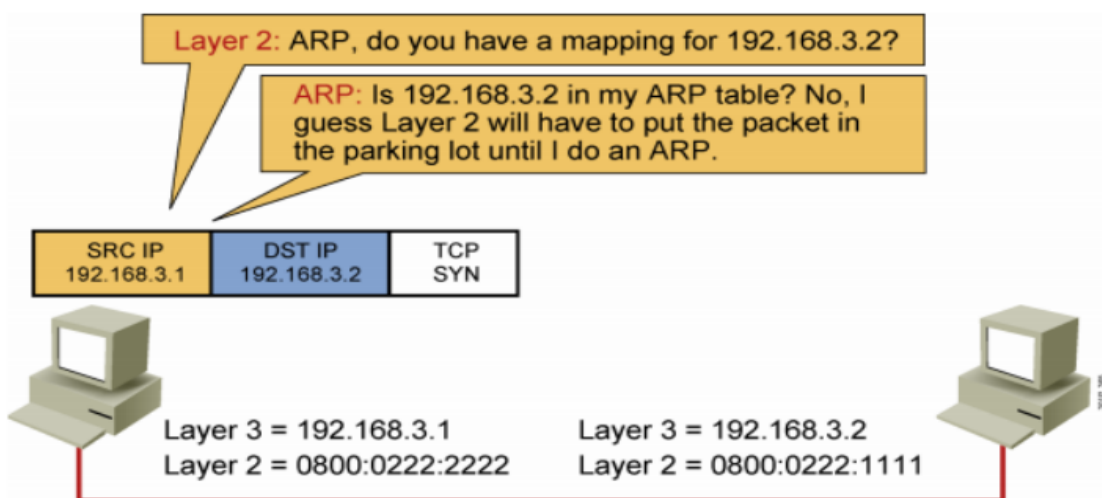 Layer 2: ARP, do you have a mapping for 192.168.3.2?
ARP: Is 192.168.3.2 in my ARP table? No, I
guess Layer 2 will have to put the packet in
the parking lot until I do an ARP.
SRC IP
192.168.3.1
DST IP
192.168.3.2
TCP
SYN
Layer 3 = 192.168.3.1
Layer 2 = 0800:0222:2222
Layer 3 = 192.168.3.2
Layer 2 = 0800:0222:1111